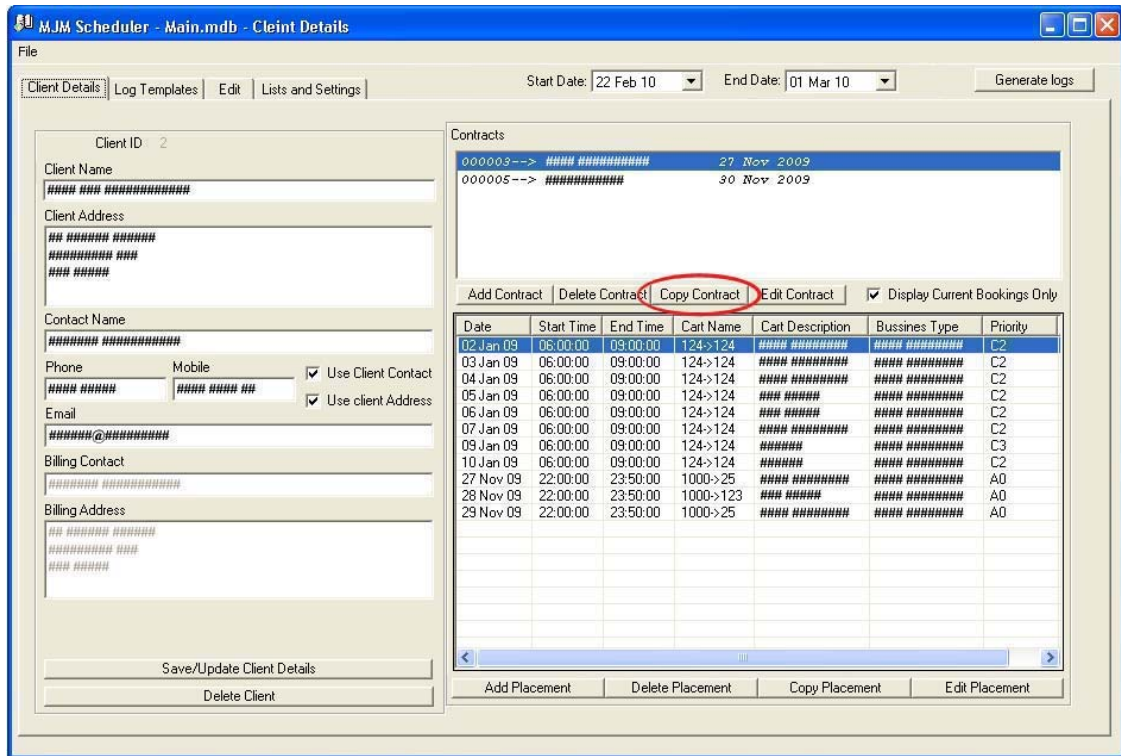 MJM Scheduler - Main.mdb - Cleint Details
File
Client Details Log Templates Edit Lists and Settings
Start Date: 22 Feb 10 End Date: 01 Mar 10 Generate logs
Client ID 2
Client Name
#### ### ############
Client Address
## ###### ######
######### ###
### #####
Contact Name
####### ###########
Phone Mobile
#### ##### #### #### ##
Use Client Contact
Use client Address
Email
######@#########
Billing Contact
####### ###########
Billing Address
## ###### ######
######### ###
### #####
Save/Update Client Details
Delete Client
Contracts
000003--> #### ########## 27 Nov 2009
000005--> ########### 30 Nov 2009
Add Contract Delete Contract Copy Contract Edit Contract Display Current Bookings Only
Date Start Time End Time Cart Name Cart Description Bussines Type Priority
02 Jan 09 06:00:00 09:00:00 124->124 #### ######## #### ######## C2
03 Jan 09 06:00:00 09:00:00 124->124 #### ######## #### ######## C2
04 Jan 09 06:00:00 09:00:00 124->124 #### ######## #### ######## C2
05 Jan 09 06:00:00 09:00:00 124->124 ### ##### #### ######## C2
06 Jan 09 06:00:00 09:00:00 124->124 ### ##### #### ######## C2
07 Jan 09 06:00:00 09:00:00 124->124 #### ######## #### ######## C2
09 Jan 09 06:00:00 09:00:00 124->124 ###### #### ######## C3
10 Jan 09 06:00:00 09:00:00 124->124 ###### #### ######## C2
27 Nov 09 22:00:00 23:50:00 1000->25 #### ######## #### ######## A0
28 Nov 09 22:00:00 23:50:00 1000->123 ### ##### #### ######## A0
29 Nov 09 22:00:00 23:50:00 1000->25 #### ######## #### ######## A0
Add Placement Delete Placement Copy Placement Edit Placement